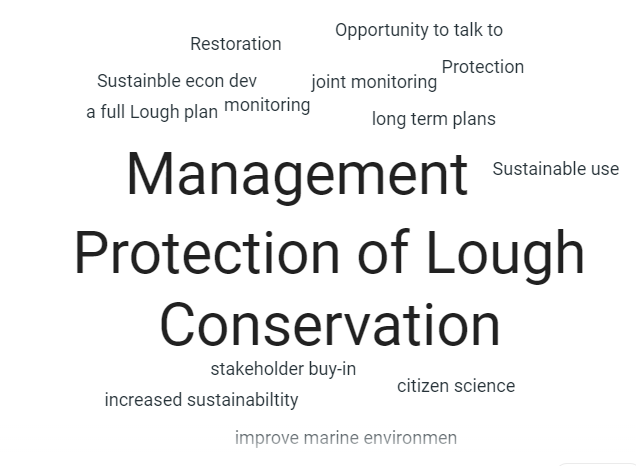 Opportunity to talk to
Restoration
Protection
Sustainble econ dev
joint monitoring
a full Lough plan
monitoring
long term plans
Management
Sustainable use
Protection of Lough
Conservation
stakeholder buy-in
citizen science
increased sustainabiltity
improve marine environmen